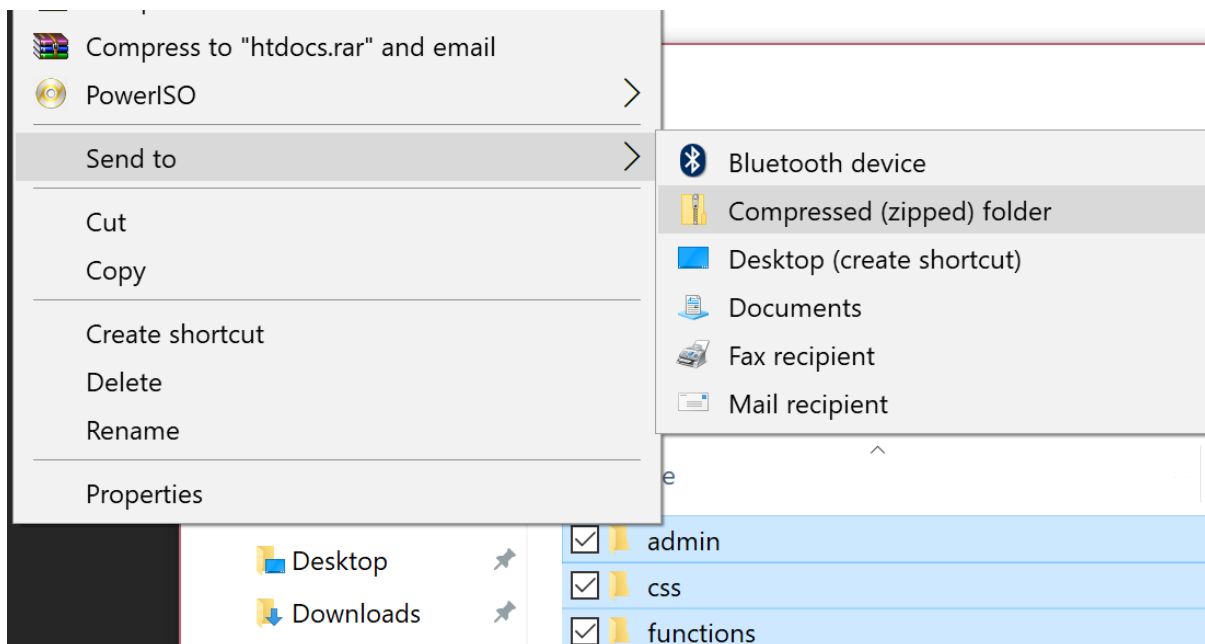 Compress to "htdocs.rar" and email
PowerISO
Send to
Cut
Copy
Create shortcut
Delete
Rename
Properties
Bluetooth device
Compressed (zipped) folder
Desktop (create shortcut)
Documents
Fax recipient
Mail recipient
e
Desktop
Downloads
admin
css
functions